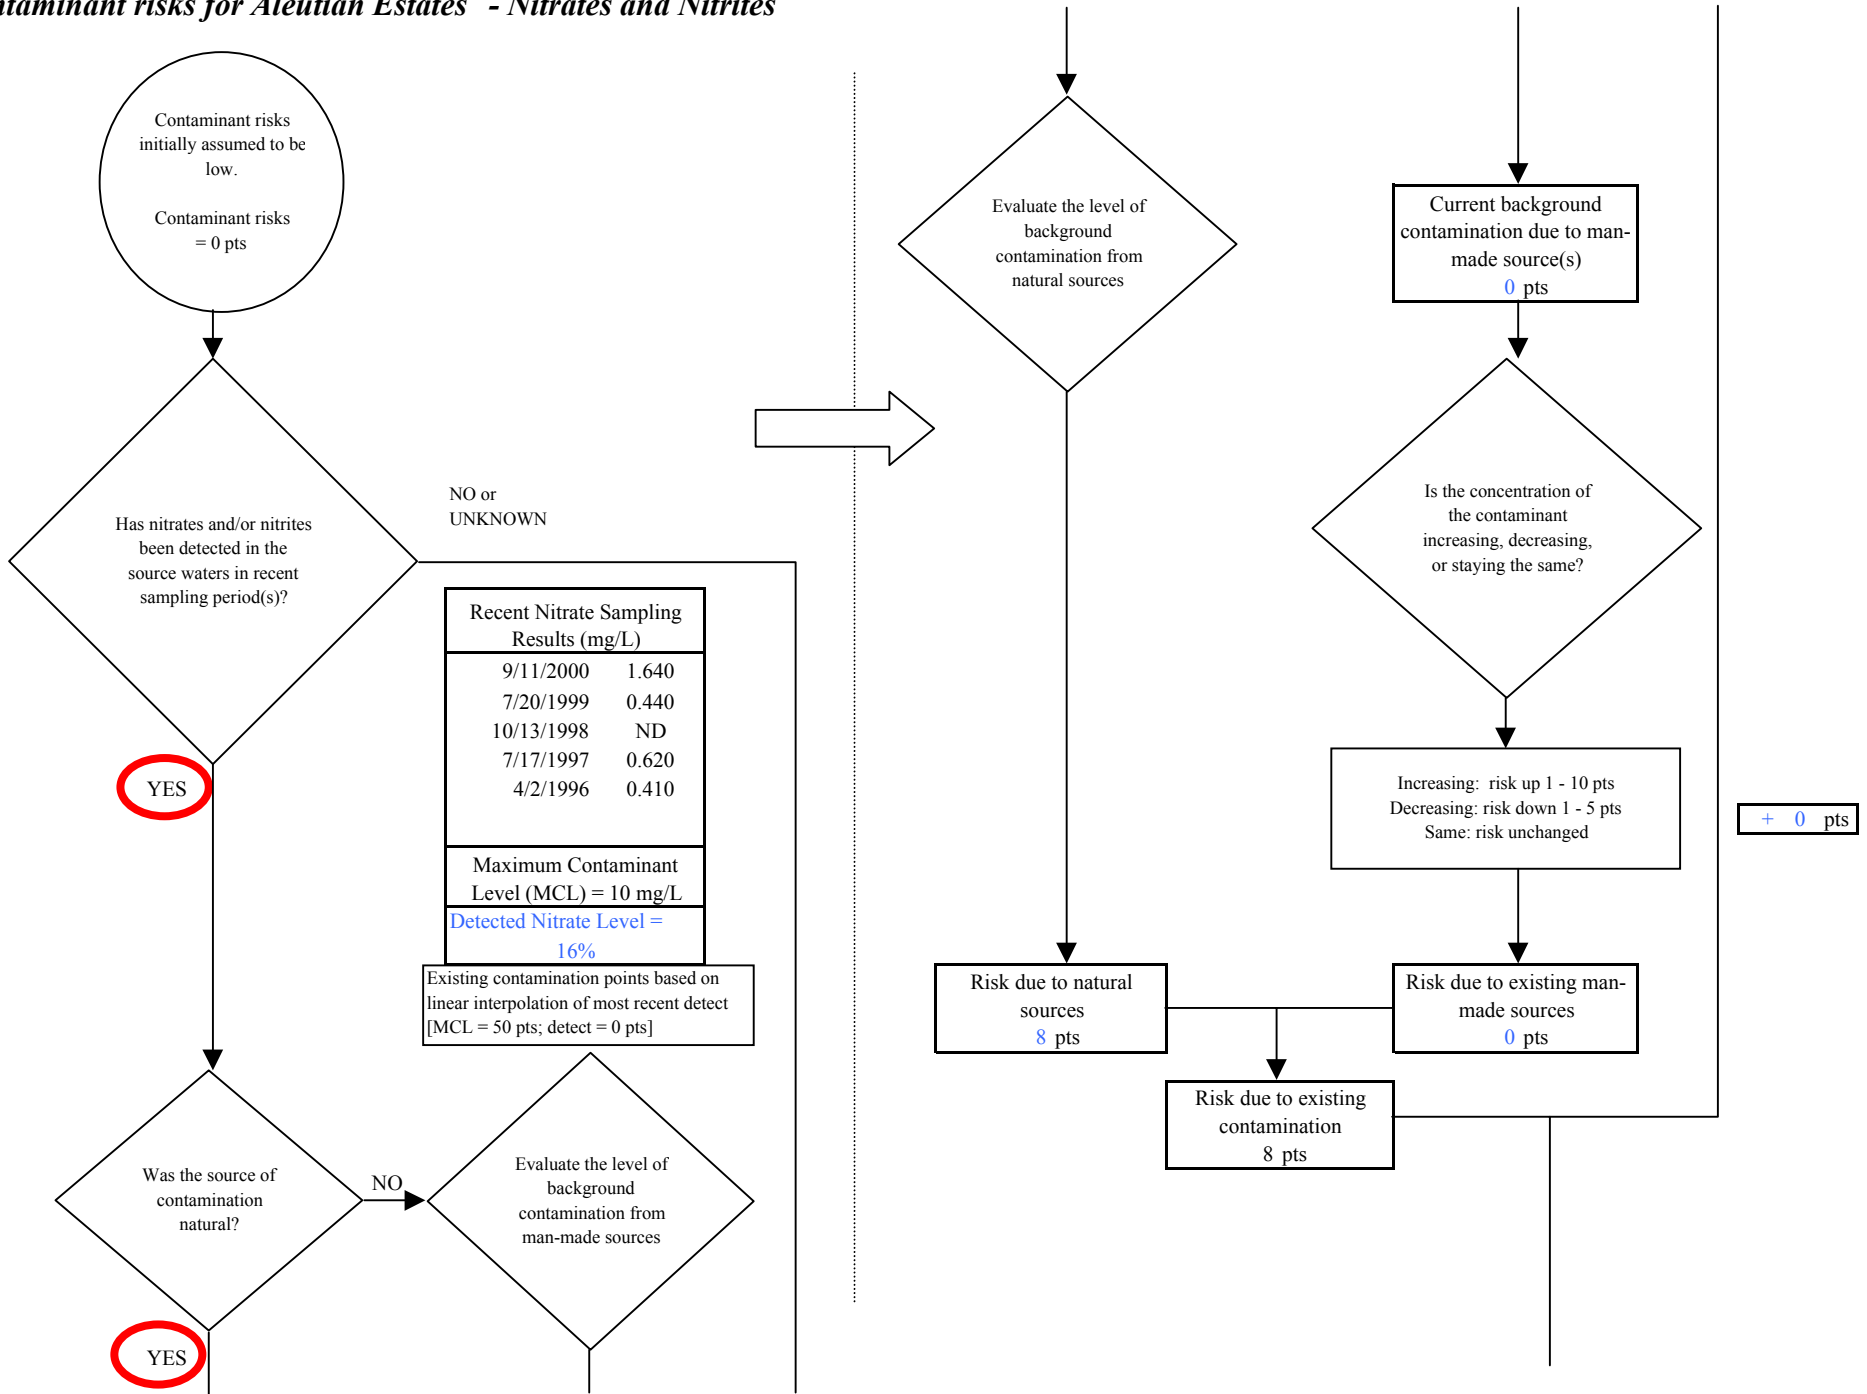 ntaminant risks for Aleutian Estates - Nitrates and Nitrites
Contaminant risks
initially assumed to be
low.
Contaminant risks
= 0 pts
Has nitrates and/or nitrites
been detected in the
source waters in recent
sampling period(s)?
NO or
UNKNOWN
YES
Recent Nitrate Sampling
Results (mg/L)
9/11/2000 1.640
7/20/1999 0.440
10/13/1998 ND
7/17/1997 0.620
4/2/1996 0.410
Maximum Contaminant
Level (MCL) = 10 mg/L
Detected Nitrate Level =
16%
Existing contamination points based on
linear interpolation of most recent detect
[MCL = 50 pts; detect = 0 pts]
Was the source of
contamination
natural?
NO
YES
Evaluate the level of
background
contamination from
man-made sources
Evaluate the level of
background
contamination from
natural sources
Current background
contamination due to man-
made source(s)
0 pts
Is the concentration of
the contaminant
increasing, decreasing,
or staying the same?
Increasing: risk up 1 - 10 pts
Decreasing: risk down 1 - 5 pts
Same: risk unchanged
+ 0 pts
Risk due to natural
sources
8 pts
Risk due to existing man-
made sources
0 pts
Risk due to existing
contamination
8 pts